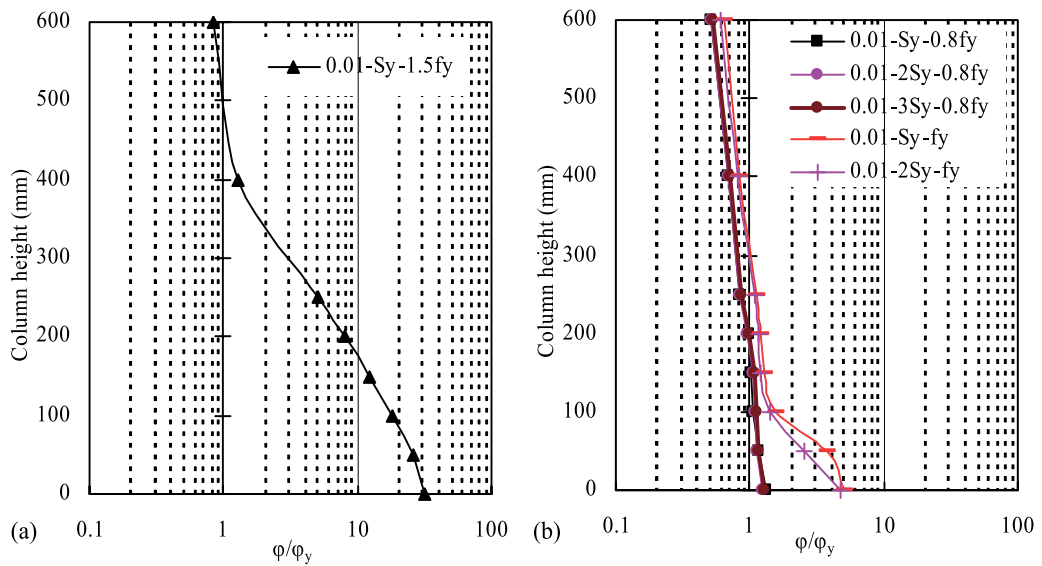 600
500
400
300
200
100
0
Column height (mm)
0.01-Sy-1.5fy
0.1
1
10
100
(a)
φ/φy
600
500
400
300
200
100
0
Column height (mm)
0.01-Sy-0.8fy
0.01-2Sy-0.8fy
0.01-3Sy-0.8fy
0.01-Sy-fy
0.01-2Sy-fy
0.1
1
10
100
(b)
φ/φy